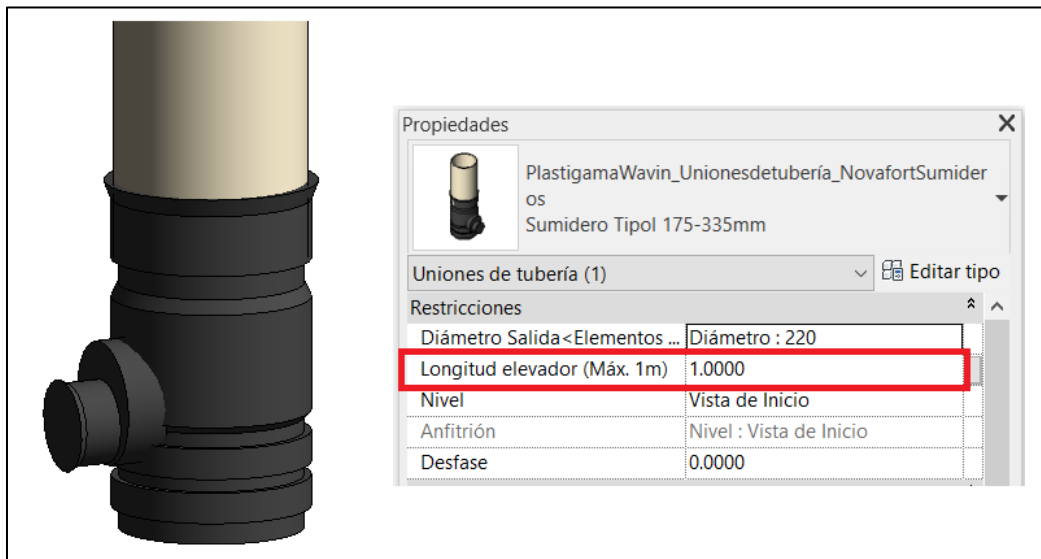 Propiedades
PlastigamaWavin_Unionesdetubería_NovafortSumider
os
Sumidero Tipol 175-335mm
Uniones de tubería (1)
Editar tipo
Restricciones
Diámetro Salida<Elementos ... Diámetro : 220
Longitud elevador (Máx. 1m) 1.0000
Nivel Vista de Inicio
Anfitrión Nivel : Vista de Inicio
Desfase 0.0000